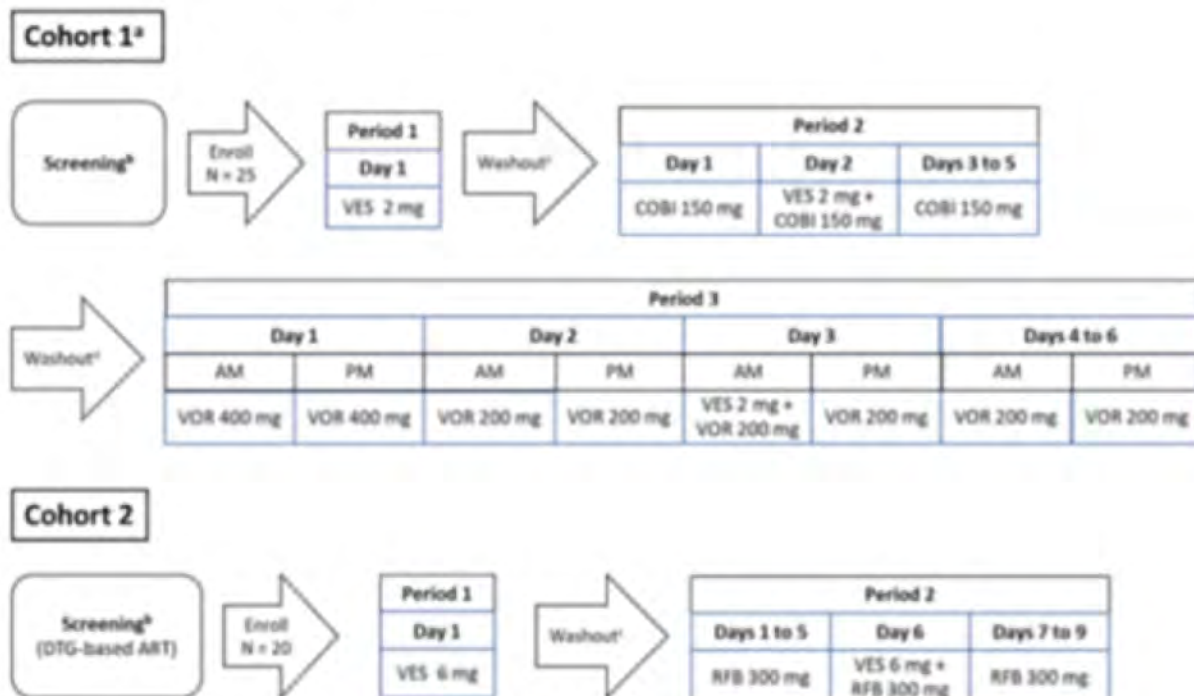 Cohort 1ᵃ
Screeningᵇ
Enroll
N = 25
Period 1
Day 1
VES 2 mg
Washoutᶜ
Period 2
Day 1 Day 2 Days 3 to 5
COBI 150 mg VES 2 mg + COBI 150 mg
COBI 150 mg
Washoutᵈ
Period 3
Day 1 Day 2 Day 3 Days 4 to 6
AM PM AM PM AM PM AM PM
VOR 400 mg VOR 400 mg VOR 200 mg VOR 200 mg VES 2 mg + VOR 200 mg VOR 200 mg VOR 200 mg
VOR 200 mg
Cohort 2
Screeningᵇ
(DTG-based ART)
Enroll
N = 20
Period 1
Day 1
VES 6 mg
Washoutᶜ
Period 2
Days 1 to 5 Day 6 Days 7 to 9
RFB 300 mg VES 6 mg + RFB 300 mg
RFB 300 mg